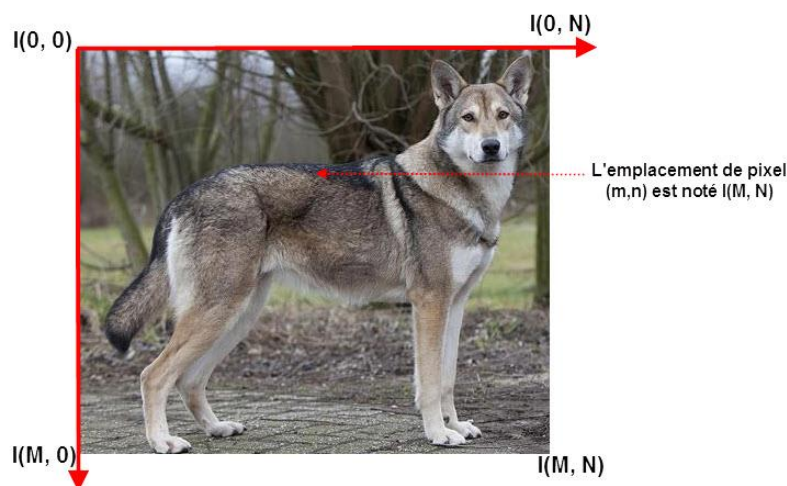 I(0, 0)
I(0, N)
L'emplacement de pixel
(m,n) est noté I(M, N)
I(M, 0)
I(M, N)